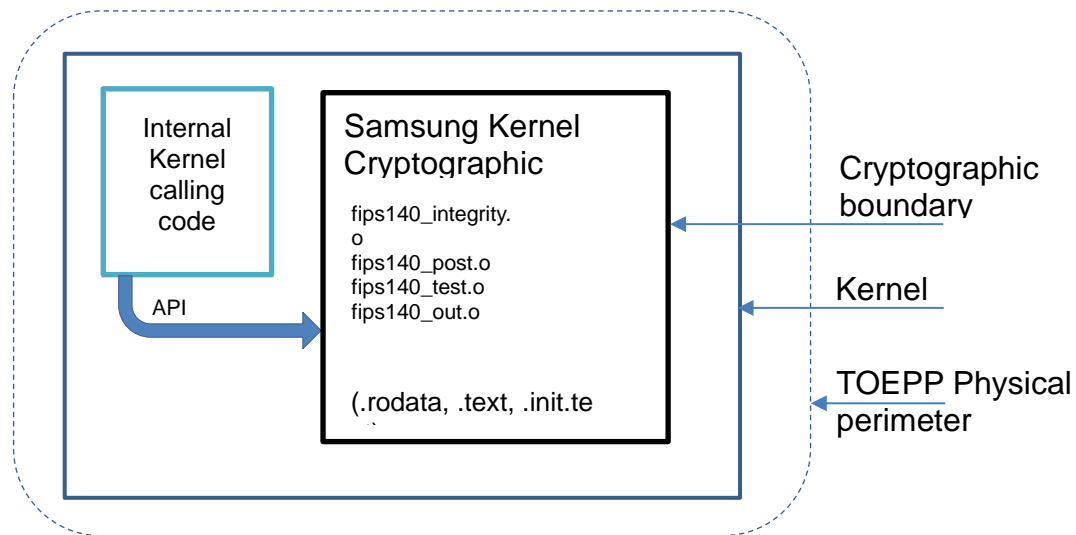 Internal
Kernel
calling
code
API
Samsung Kernel
Cryptographic
fips140_integrity.
o
fips140_post.o
fips140_test.o
fips140_out.o
(.rodata, .text, .init.te
Cryptographic
boundary
Kernel
TOEPP Physical
perimeter